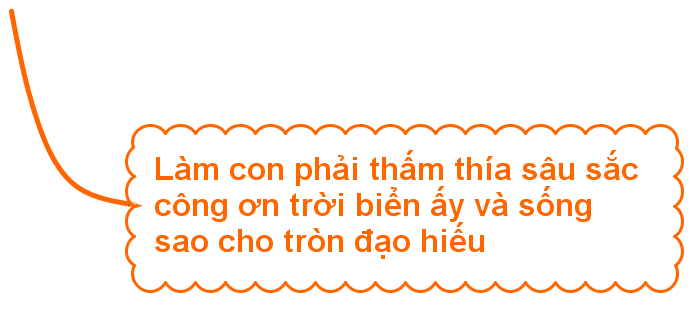 Làm con phải thấm thía sâu sắc
công ơn trời biển ấy và sống
sao cho tròn đạo hiếu